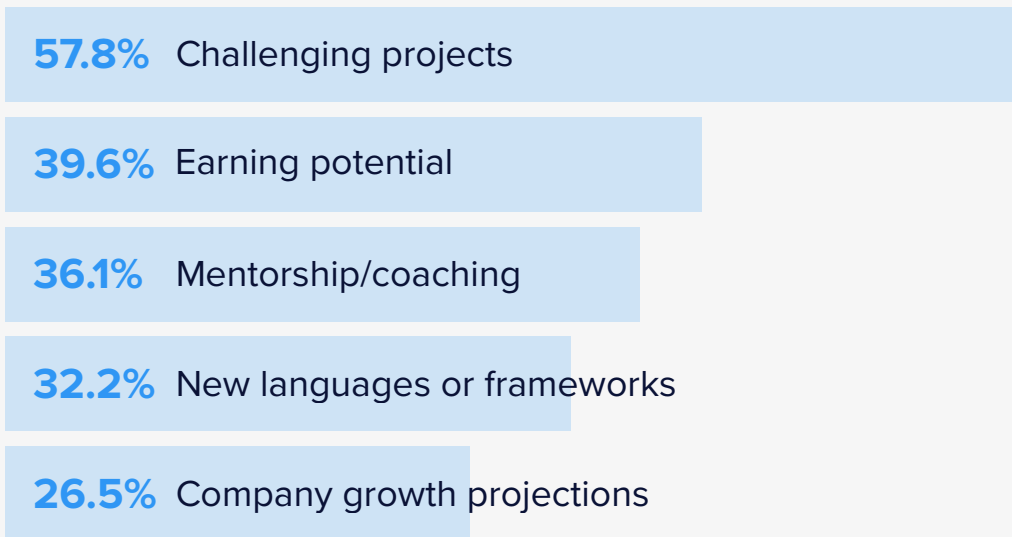 57.8% Challenging projects
39.6% Earning potential
36.1% Mentorship/coaching
32.2% New languages or frameworks
26.5% Company growth projections